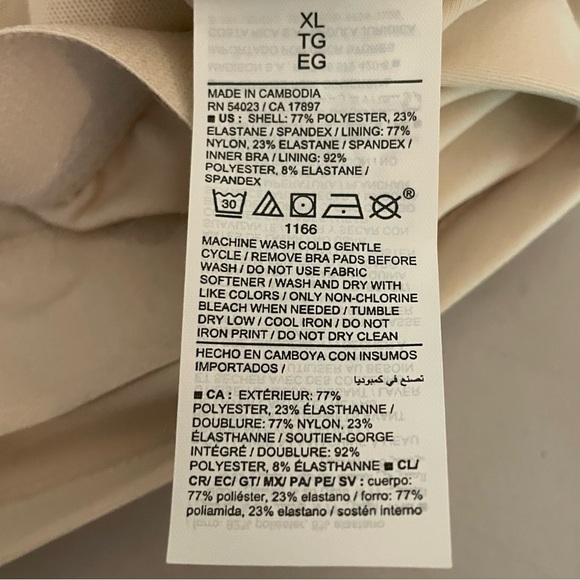 XL
TG
EG
MADE IN CAMBODIA
RN 54023 / CA 17897
■ US : SHELL: 77% POLYESTER, 23%
ELASTANE / SPANDEX / LINING: 77%
NYLON, 23% ELASTANE / SPANDEX /
INNER BRA / LINING: 92%
POLYESTER, 8% ELASTANE /
SPANDEX
30 ®
1166
MACHINE WASH COLD GENTLE
CYCLE / REMOVE BRA PADS BEFORE
WASH / DO NOT USE FABRIC
SOFTENER / WASH AND DRY WITH
LIKE COLORS / ONLY NON-CHLORINE
BLEACH WHEN NEEDED / TUMBLE
DRY LOW / COOL IRON / DO NOT
IRON PRINT / DO NOT DRY CLEAN
HECHO EN CAMBOYA CON INSUMOS
IMPORTADOS /
تصنع في كمبوديا
■ CA : EXTÉRIEUR: 77%
POLYESTER, 23% ÉLASTHANNE /
DOUBLURE: 77% NYLON, 23%
ÉLASTHANNE / SOUTIEN-GORGE
INTÉGRÉ / DOUBLURE: 92%
POLYESTER, 8% ÉLASTHANNE ■ CL/
CR/ EC/ GT/ MX/ PA/ PE/ SV : cuerpo:
77% poliéster, 23% elastano / forro: 77%
poliamida, 23% elastano / sostén interno